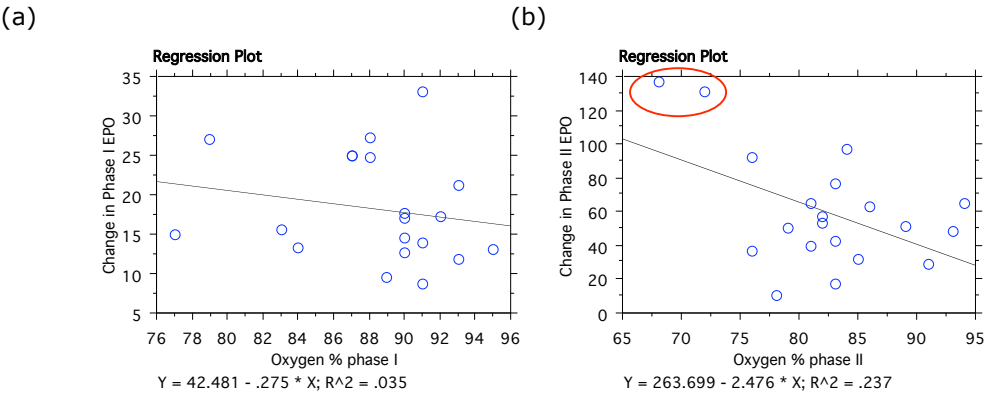 (a)
Regression Plot
Change in Phase I EPO
35
30
25
20
15
10
5
76 78 80 82 84 86 88 90 92 94 96
Oxygen % phase I
Y = 42.481 - .275 * X; R^2 = .035
(b)
Regression Plot
Change in Phase II EPO
140
120
100
80
60
40
20
0
65 70 75 80 85 90 95
Oxygen % phase II
Y = 263.699 - 2.476 * X; R^2 = .237